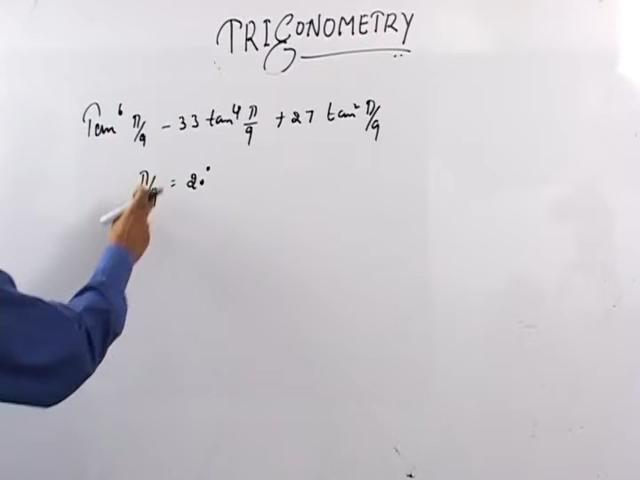 TRIGONOMETRY
Tan⁶ π/9 - 33 tan⁴ π/9 + 27 tan² π/9
π/9 = 20°